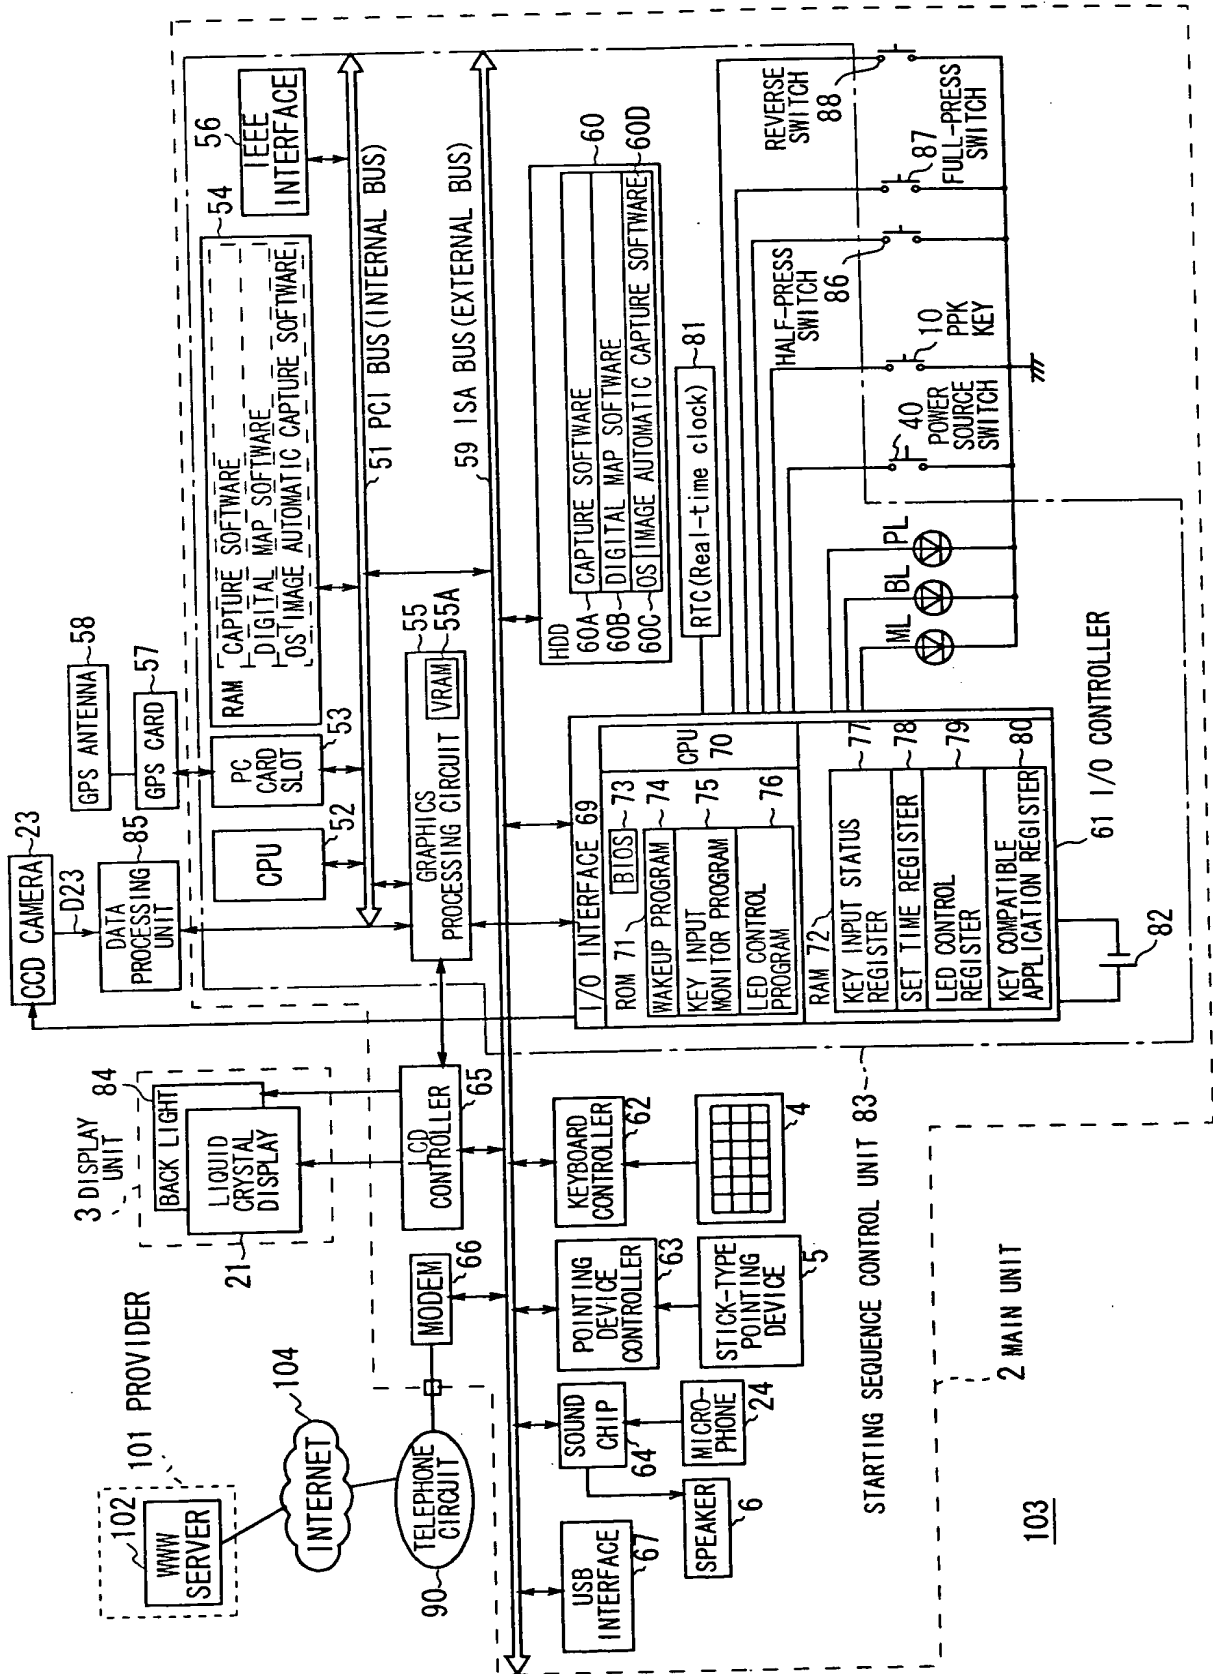 101 PROVIDER
102
WWW
SERVER
104
INTERNET
90
TELEPHONE
CIRCUIT
MODEM
66
3 DISPLAY
UNIT
84
BACK LIGHT
LIQUID
CRYSTAL
DISPLAY
21
LCD
CONTROLLER
65
CCD CAMERA
23
D23
DATA
PROCESSING
UNIT
85
GPS ANTENNA
58
GPS CARD
57
CPU
52
PC
CARD
SLOT
53
RAM
54
CAPTURE SOFTWARE
DIGITAL MAP SOFTWARE
OS
IMAGE AUTOMATIC CAPTURE SOFTWARE
IEEE
INTERFACE
56
51 PCI BUS(INTERNAL BUS)
GRAPHICS
PROCESSING CIRCUIT
55
VRAM
55A
59 ISA BUS(EXTERNAL BUS)
USB
INTERFACE
67
SOUND
CHIP
64
SPEAKER
6
MICRO-
PHONE
24
POINTING
DEVICE
CONTROLLER
63
STICK-TYPE
POINTING
DEVICE
5
KEYBOARD
CONTROLLER
62
4
HDD
60
60A
CAPTURE SOFTWARE
60B
DIGITAL MAP SOFTWARE
60C
OS
IMAGE AUTOMATIC CAPTURE SOFTWARE
60D
I/O INTERFACE 69
ROM 71
BIOS
73
WAKEUP PROGRAM
74
KEY INPUT
MONITOR PROGRAM
75
LED CONTROL
PROGRAM
76
CPU
70
RAM 72
KEY INPUT STATUS
REGISTER
77
SET TIME REGISTER
78
LED CONTROL
REGISTER
79
KEY COMPATIBLE
APPLICATION REGISTER
80
61 I/O CONTROLLER
82
RTC(Real-time clock)
81
ML
BL
PL
40
POWER
SOURCE
SWITCH
10
PPK
KEY
HALF-PRESS
SWITCH
86
87
FULL-PRESS
SWITCH
REVERSE
SWITCH
88
STARTING SEQUENCE CONTROL UNIT 83
2 MAIN UNIT
103